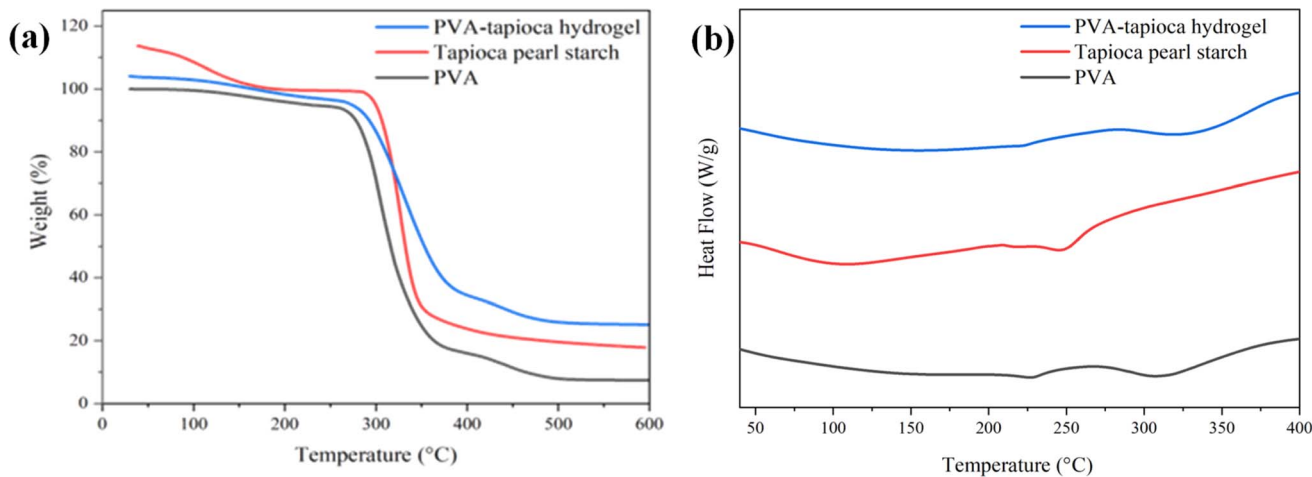 (a)
PVA-tapioca hydrogel
Tapioca pearl starch
PVA
Weight (%)
120
100
80
60
40
20
0
0 100 200 300 400 500 600
Temperature (°C)
(b)
PVA-tapioca hydrogel
Tapioca pearl starch
PVA
Heat Flow (W/g)
50 100 150 200 250 300 350 400
Temperature (°C)